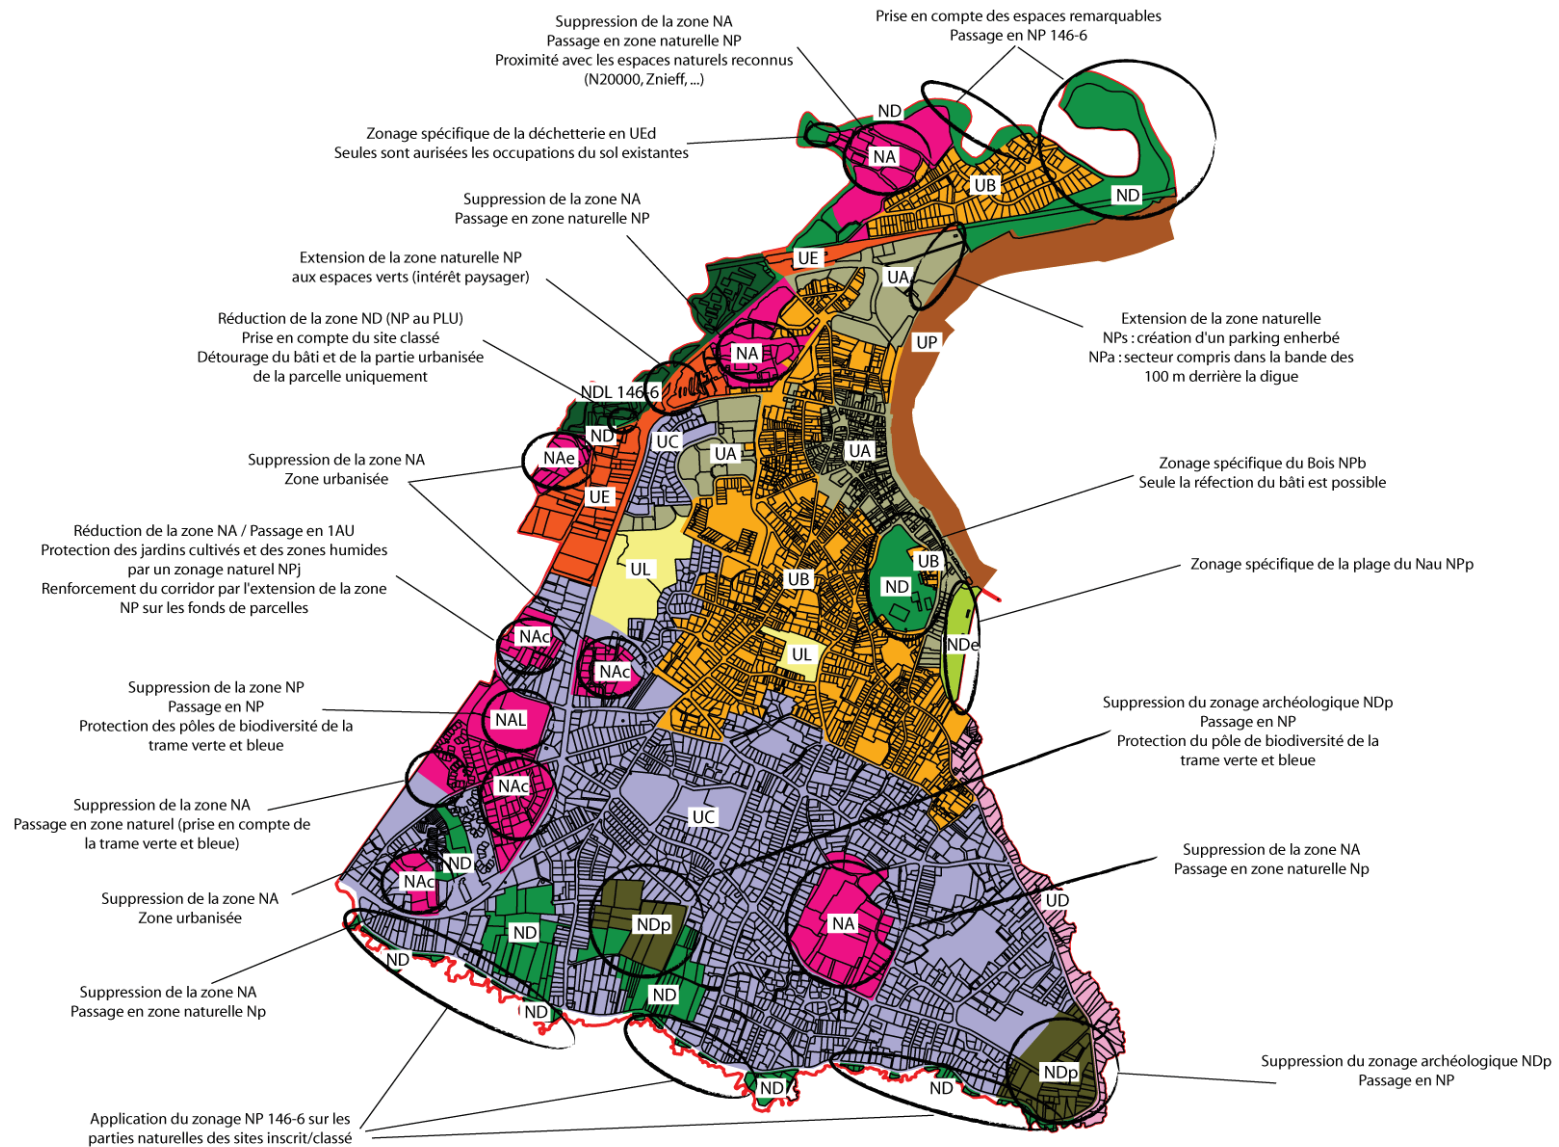 Suppression de la zone NA
Passage en zone naturelle NP
Proximité avec les espaces naturels reconnus
(N20000, Znieff, ...)
Prise en compte des espaces remarquables
Passage en NP 146-6
Zonage spécifique de la déchetterie en UEd
Seules sont aurisées les occupations du sol existantes
Suppression de la zone NA
Passage en zone naturelle NP
Extension de la zone naturelle NP
aux espaces verts (intérêt paysager)
Réduction de la zone ND (NP au PLU)
Prise en compte du site classé
Détourage du bâti et de la partie urbanisée
de la parcelle uniquement
Extension de la zone naturelle
NPs : création d'un parking enherbé
NPa : secteur compris dans la bande des
100 m derrière la digue
Suppression de la zone NA
Zone urbanisée
Zonage spécifique du Bois NPb
Seule la réfection du bâti est possible
Réduction de la zone NA / Passage en 1AU
Protection des jardins cultivés et des zones humides
par un zonage naturel NPj
Renforcement du corridor par l'extension de la zone
NP sur les fonds de parcelles
Zonage spécifique de la plage du Nau NPp
Suppression de la zone NP
Passage en NP
Protection des pôles de biodiversité de la
trame verte et bleue
Suppression du zonage archéologique NDp
Passage en NP
Protection du pôle de biodiversité de la
trame verte et bleue
Suppression de la zone NA
Passage en zone naturel (prise en compte de
la trame verte et bleue)
Suppression de la zone NA
Passage en zone naturelle Np
Suppression de la zone NA
Zone urbanisée
Suppression de la zone NA
Passage en zone naturelle Np
Suppression du zonage archéologique NDp
Passage en NP
Application du zonage NP 146-6 sur les
parties naturelles des sites inscrit/classé
ND
NA
UB
ND
UE
UA
UP
NA
NDL 146-6
ND
UC
UA
UA
NAe
UE
UL
UB
UB
ND
NDe
UL
NAc
NAc
NAL
NAc
UC
ND
NAc
UD
ND
NDp
NA
ND
ND
ND
ND
ND
NDp